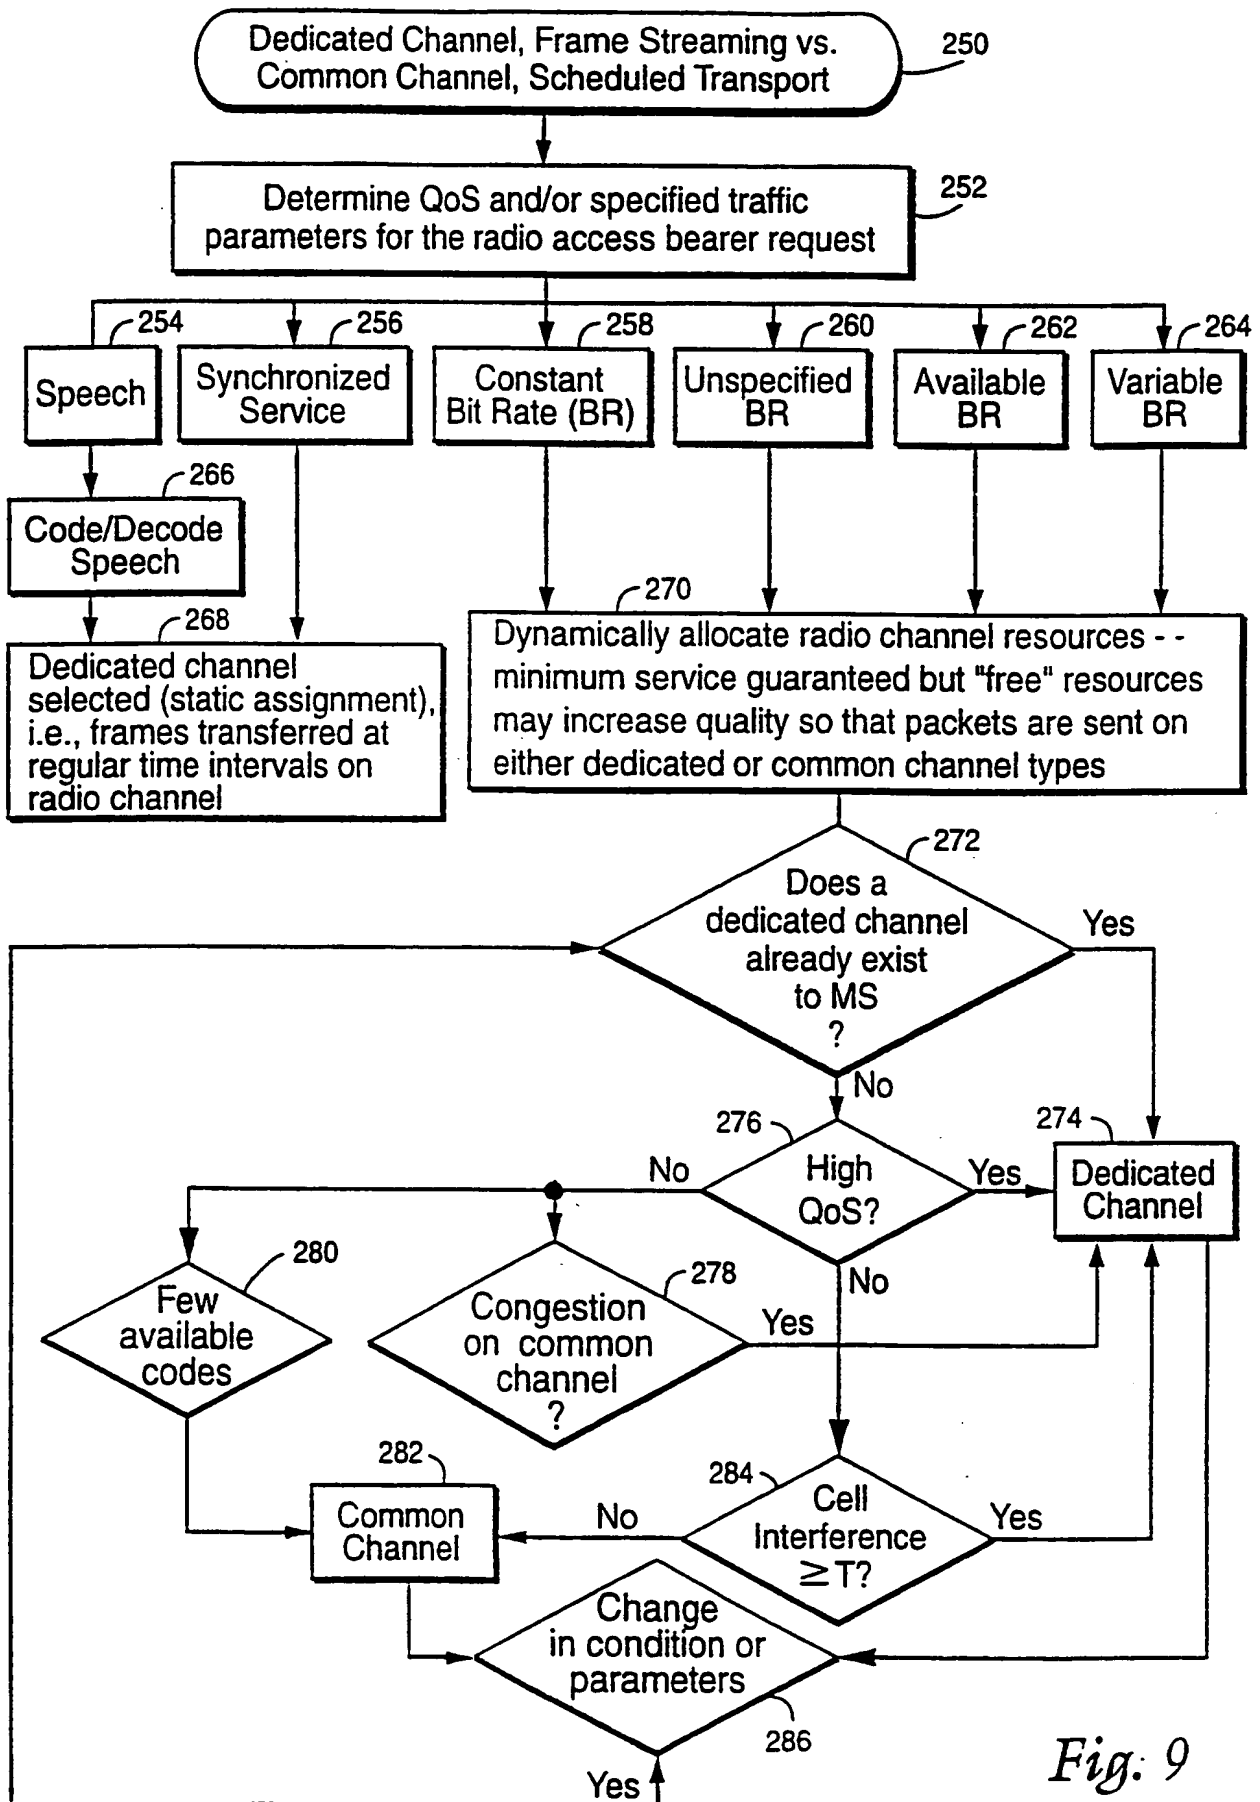 Dedicated Channel, Frame Streaming vs.
Common Channel, Scheduled Transport
250
Determine QoS and/or specified traffic
parameters for the radio access bearer request
252
254
256
258
260
262
264
Speech
Synchronized
Service
Constant
Bit Rate (BR)
Unspecified
BR
Available
BR
Variable
BR
266
Code/Decode
Speech
268
Dedicated channel
selected (static assignment),
i.e., frames transferred at
regular time intervals on
radio channel
270
Dynamically allocate radio channel resources - -
minimum service guaranteed but "free" resources
may increase quality so that packets are sent on
either dedicated or common channel types
272
Does a
dedicated channel
already exist
to MS
?
Yes
No
276
High
QoS?
No
Yes
No
274
Dedicated
Channel
280
Few
available
codes
278
Congestion
on common
channel
?
Yes
282
Common
Channel
284
Cell
Interference
≥ T?
No
Yes
Change
in condition or
parameters
286
Yes
Fig. 9